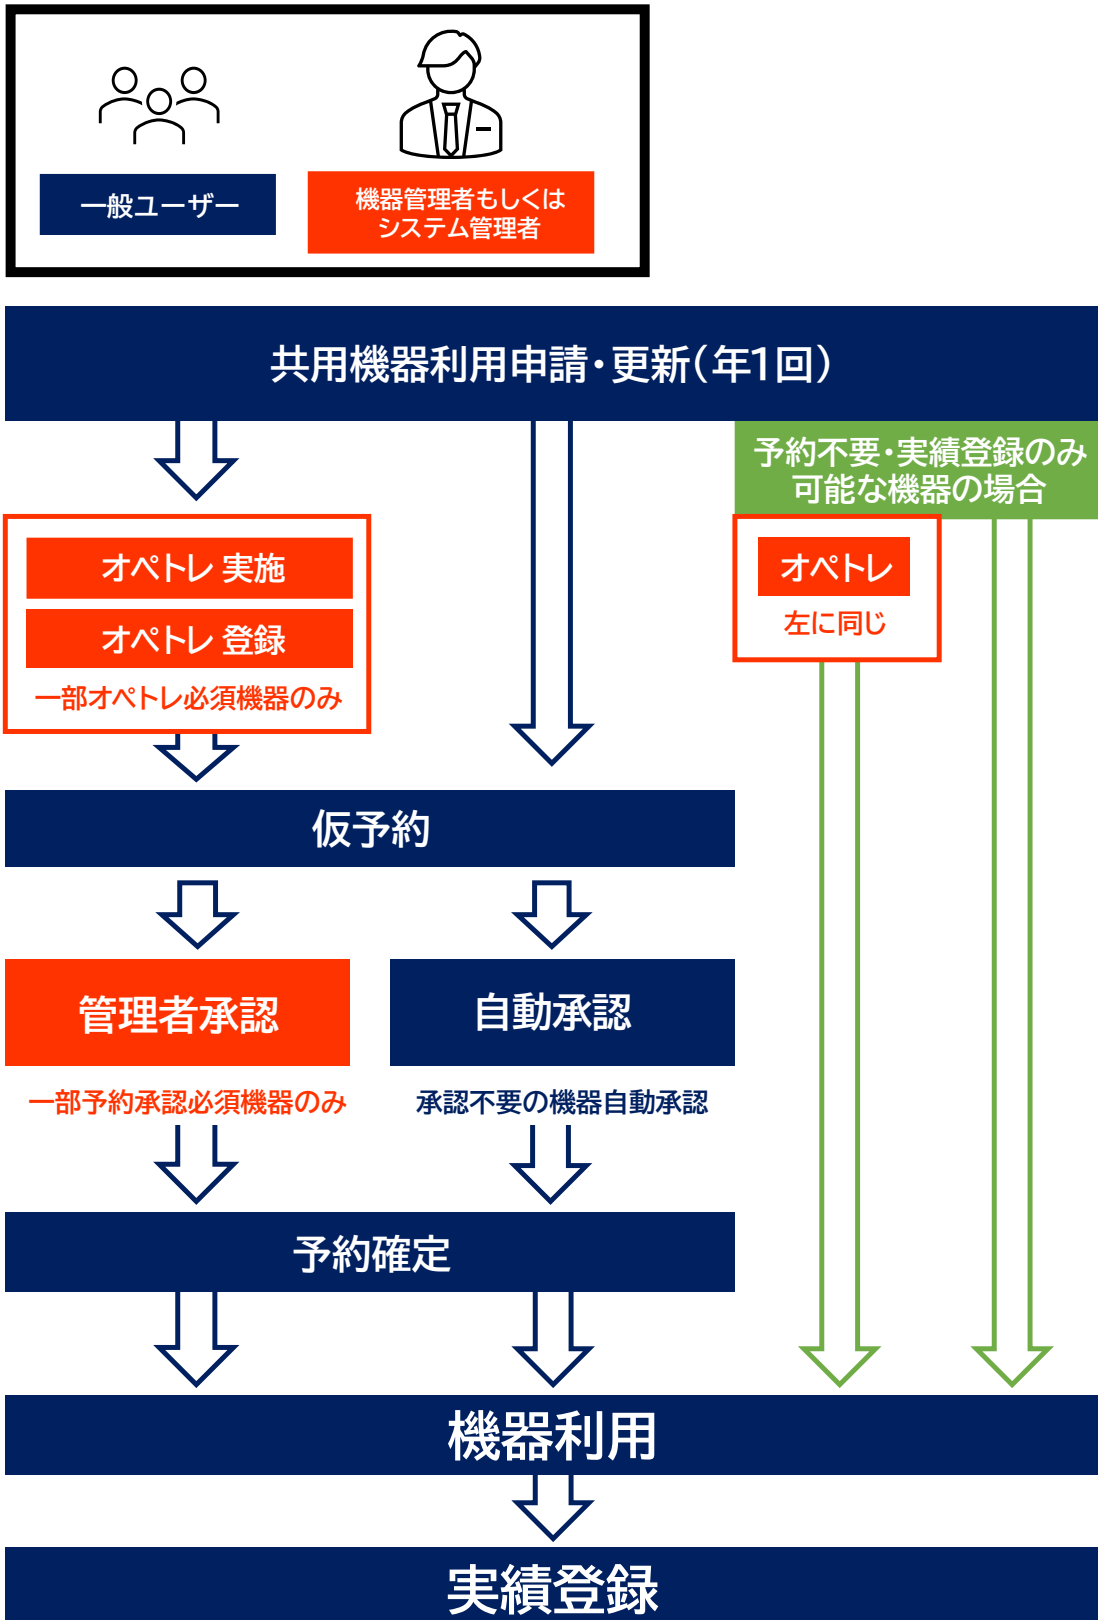 一般ユーザー
機器管理者もしくは
システム管理者
共用機器利用申請・更新（年1回）
予約不要・実績登録のみ
可能な機器の場合
オペトレ 実施
オペトレ 登録
一部オペトレ必須機器のみ
オペトレ
左に同じ
仮予約
管理者承認
自動承認
一部予約承認必須機器のみ
承認不要の機器自動承認
予約確定
機器利用
実績登録